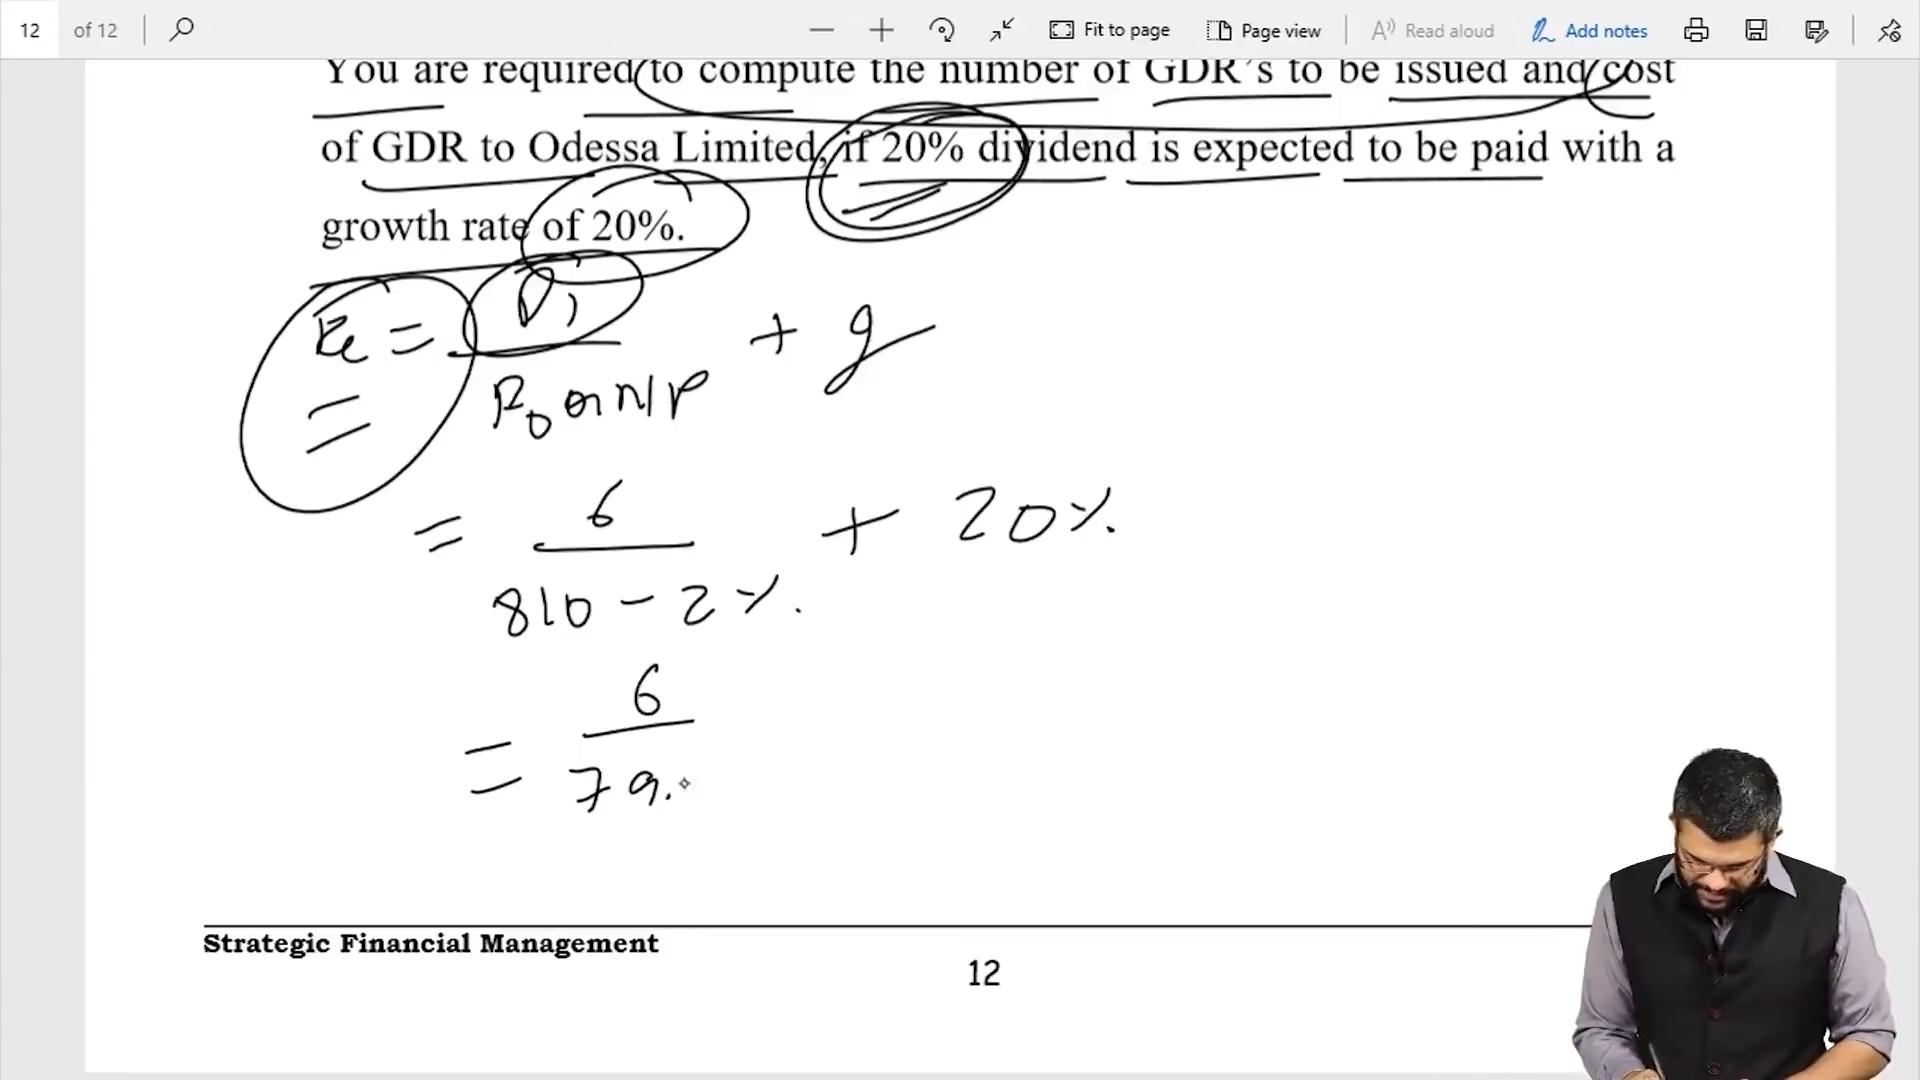 12 of 12 Fit to page Page view Read aloud Add notes
You are required to compute the number of GDR's to be issued and cost
of GDR to Odessa Limited, if 20% dividend is expected to be paid with a
growth rate of 20%.
Ke = D1 + g
P0 or n/p
= 6 + 20%
810 - 2%.
= 6
79.
Strategic Financial Management
12